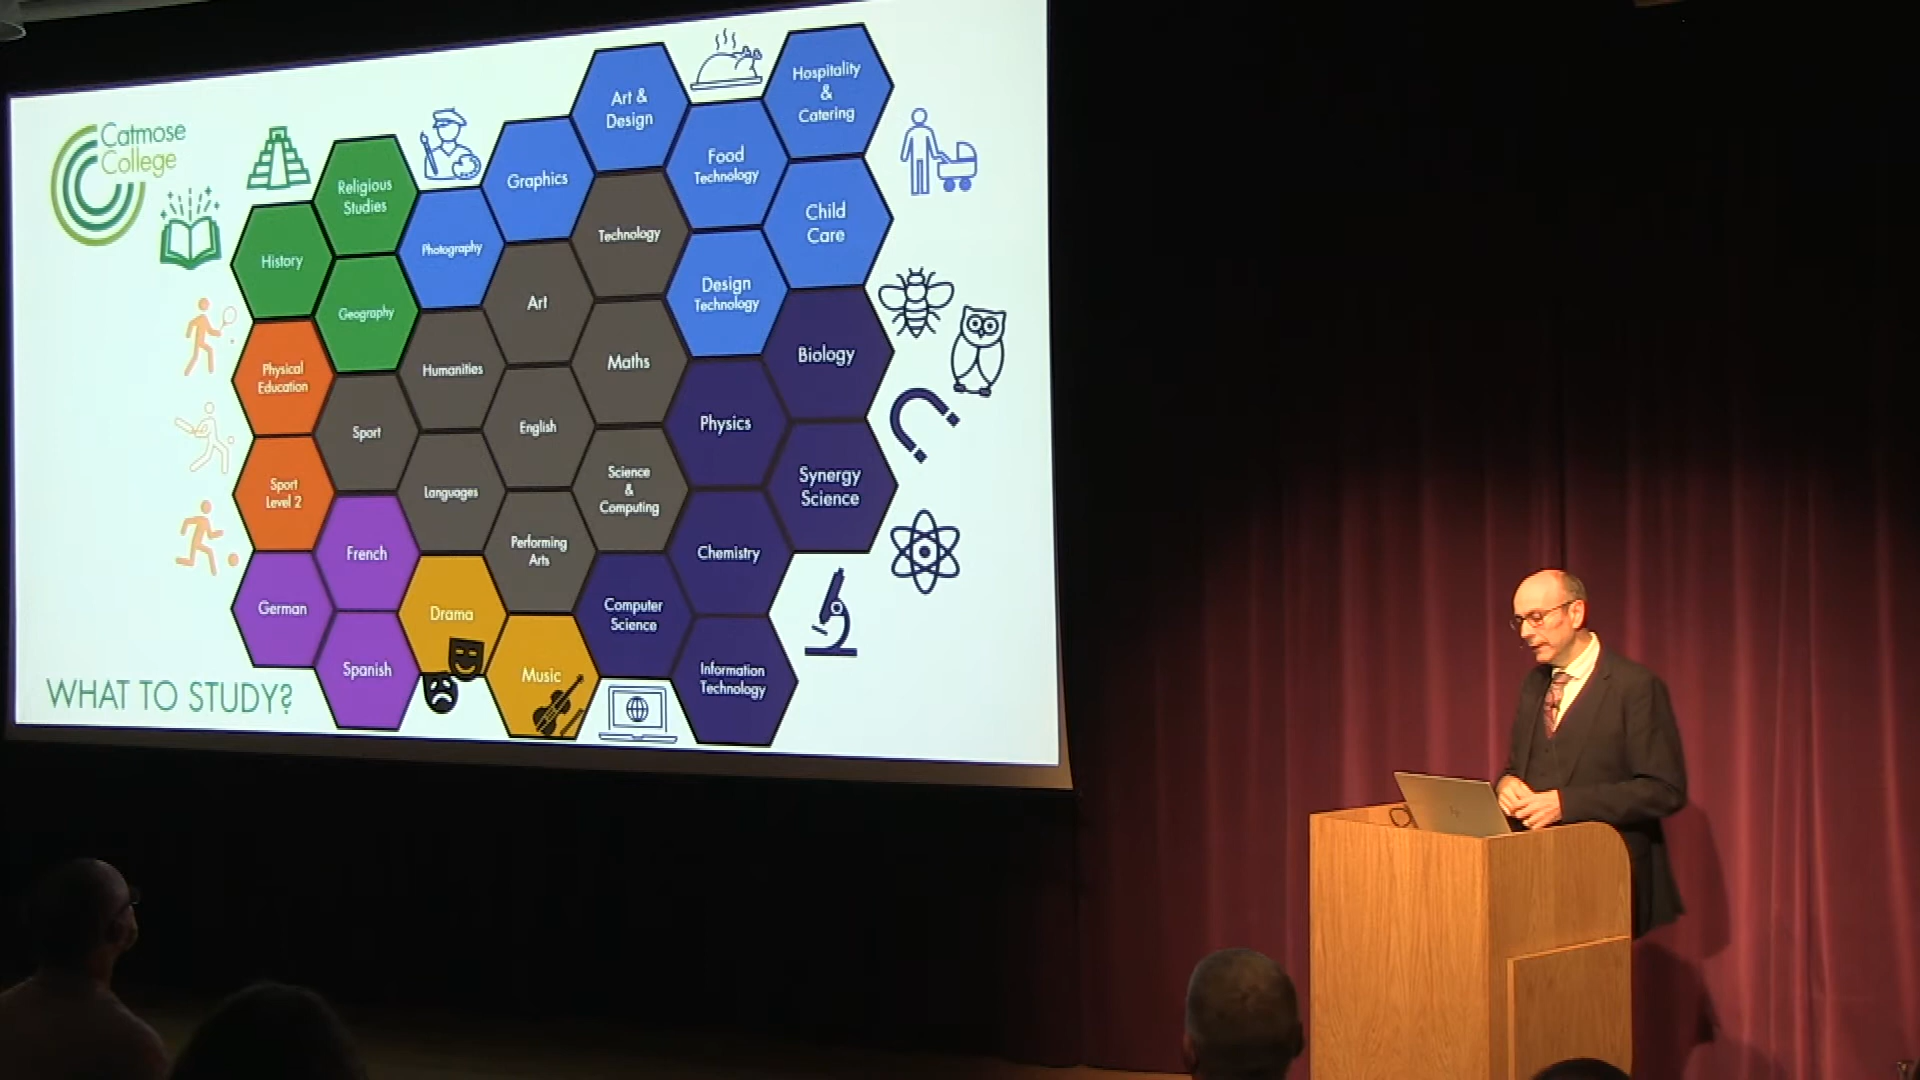 Catmose
College
Religious
Studies
History
Geography
Physical
Education
Sport
Level 2
Sport
French
German
Spanish
Photography
Humanities
Languages
Drama
Graphics
Art
English
Performing
Arts
Music
Art &
Design
Technology
Maths
Science
&
Computing
Computer
Science
Food
Technology
Design
Technology
Physics
Chemistry
Information
Technology
Hospitality
&
Catering
Child
Care
Biology
Synergy
Science
WHAT TO STUDY?